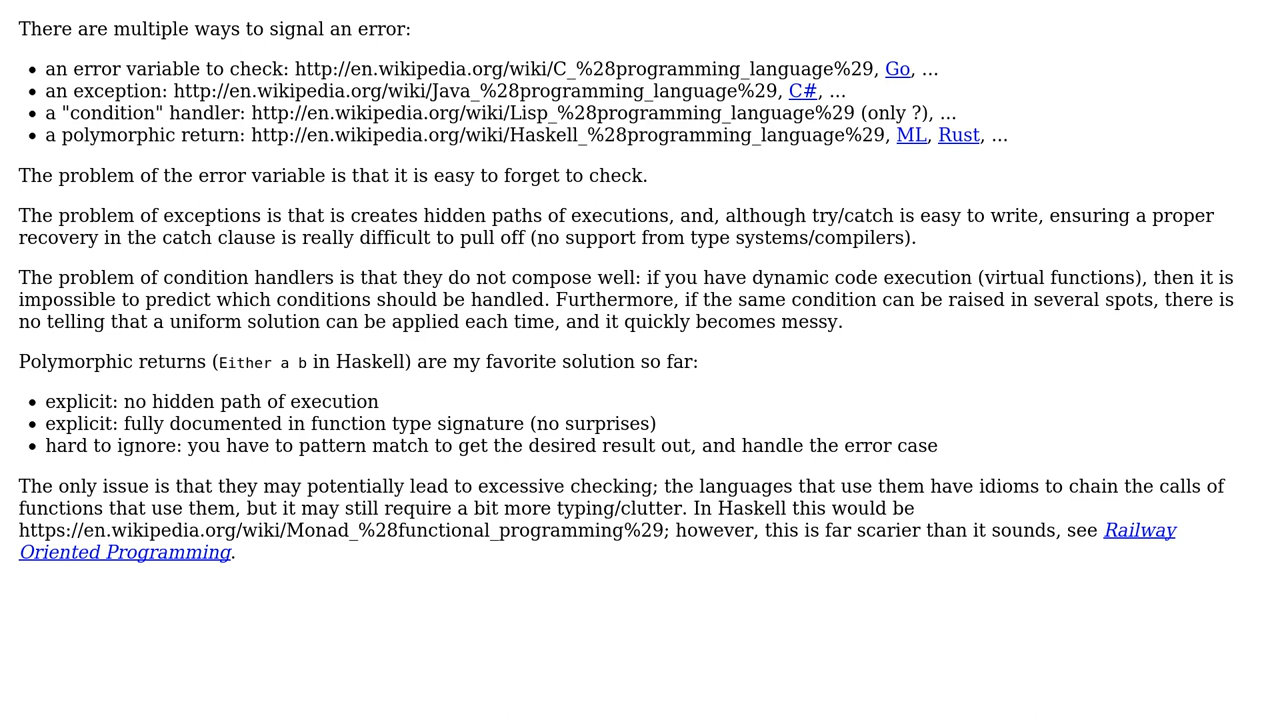 There are multiple ways to signal an error:
• an error variable to check: http://en.wikipedia.org/wiki/C_%28programming_language%29, Go, ...
• an exception: http://en.wikipedia.org/wiki/Java_%28programming_language%29, C#, ...
• a "condition" handler: http://en.wikipedia.org/wiki/Lisp_%28programming_language%29 (only ?), ...
• a polymorphic return: http://en.wikipedia.org/wiki/Haskell_%28programming_language%29, ML, Rust, ...
The problem of the error variable is that it is easy to forget to check.
The problem of exceptions is that is creates hidden paths of executions, and, although try/catch is easy to write, ensuring a proper
recovery in the catch clause is really difficult to pull off (no support from type systems/compilers).
The problem of condition handlers is that they do not compose well: if you have dynamic code execution (virtual functions), then it is
impossible to predict which conditions should be handled. Furthermore, if the same condition can be raised in several spots, there is
no telling that a uniform solution can be applied each time, and it quickly becomes messy.
Polymorphic returns (Either a b in Haskell) are my favorite solution so far:
• explicit: no hidden path of execution
• explicit: fully documented in function type signature (no surprises)
• hard to ignore: you have to pattern match to get the desired result out, and handle the error case
The only issue is that they may potentially lead to excessive checking; the languages that use them have idioms to chain the calls of
functions that use them, but it may still require a bit more typing/clutter. In Haskell this would be
https://en.wikipedia.org/wiki/Monad_%28functional_programming%29; however, this is far scarier than it sounds, see Railway
Oriented Programming.